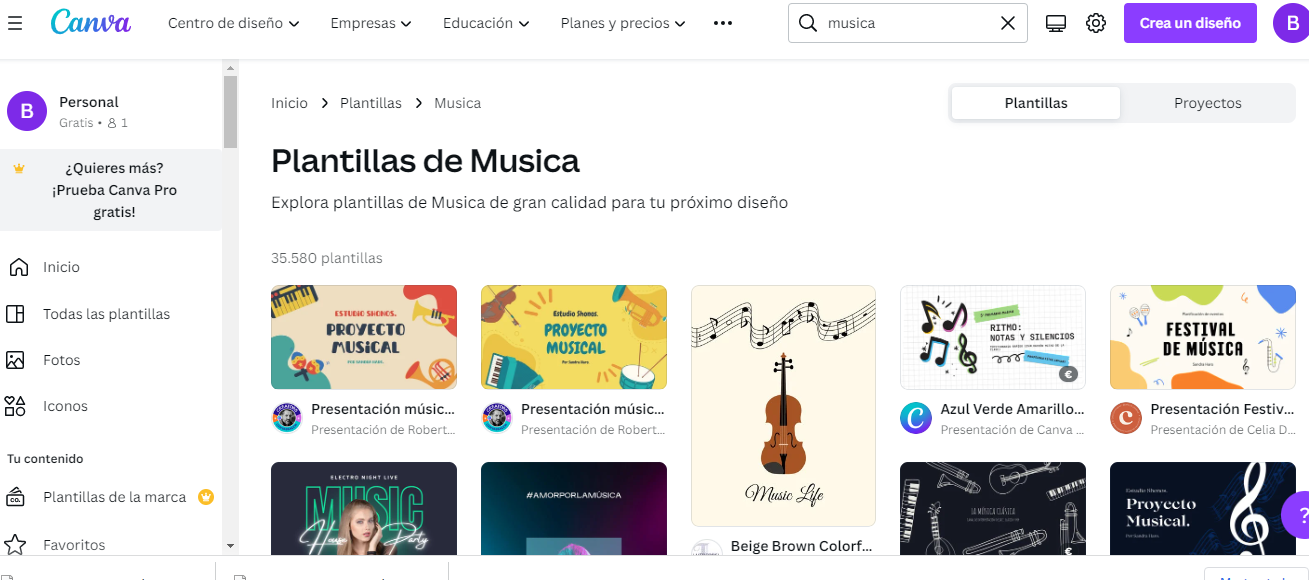 Canva
Centro de diseño
Empresas
Educación
Planes y precios
musica
Crea un diseño
B
B
Personal
Gratis • 1
¿Quieres más?
¡Prueba Canva Pro
gratis!
Inicio
Todas las plantillas
Fotos
Iconos
Tu contenido
Plantillas de la marca
Favoritos
Inicio
Plantillas
Musica
Plantillas
Proyectos
Plantillas de Musica
Explora plantillas de Musica de gran calidad para tu próximo diseño
35.580 plantillas
ESTUDIO SHONOS.
PROYECTO
MUSICAL
Presentación músic...
Presentación de Robert...
Estudio Shonos.
PROYECTO
MUSICAL
Por Sandra Haro.
Presentación músic...
Presentación de Robert...
Music Life
Beige Brown Colorf...
RITMO:
NOTAS Y SILENCIOS
€
C
Azul Verde Amarillo...
Presentación de Canva ...
FESTIVAL
DE MÚSICA
C
Presentación Festiv...
Presentación de Celia D...
ELECTRO NIGHT LIVE
MUSIC
House Party
#AMORPORLAMÚSICA
LA MÚSICA CLÁSICA
€
Estudio Shonos.
Proyecto
Musical.
?